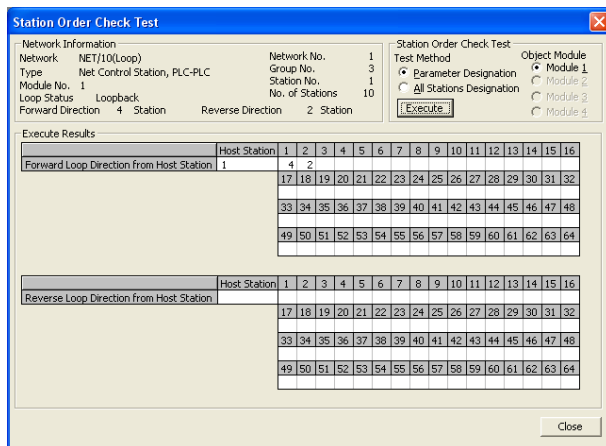 Station Order Check Test
Network Information
Network NET/10(Loop) Network No. 1
Type Net Control Station, PLC-PLC Group No. 3
Module No. 1 Station No. 1
Loop Status Loopback No. of Stations 10
Forward Direction 4 Station Reverse Direction 2 Station
Station Order Check Test
Test Method Object Module
Parameter Designation Module 1
All Stations Designation Module 2
Execute Module 3
Module 4
Execute Results
Host Station 1 2 3 4 5 6 7 8 9 10 11 12 13 14 15 16
Forward Loop Direction from Host Station 1 4 2
17 18 19 20 21 22 23 24 25 26 27 28 29 30 31 32
33 34 35 36 37 38 39 40 41 42 43 44 45 46 47 48
49 50 51 52 53 54 55 56 57 58 59 60 61 62 63 64
Host Station 1 2 3 4 5 6 7 8 9 10 11 12 13 14 15 16
Reverse Loop Direction from Host Station
17 18 19 20 21 22 23 24 25 26 27 28 29 30 31 32
33 34 35 36 37 38 39 40 41 42 43 44 45 46 47 48
49 50 51 52 53 54 55 56 57 58 59 60 61 62 63 64
Close